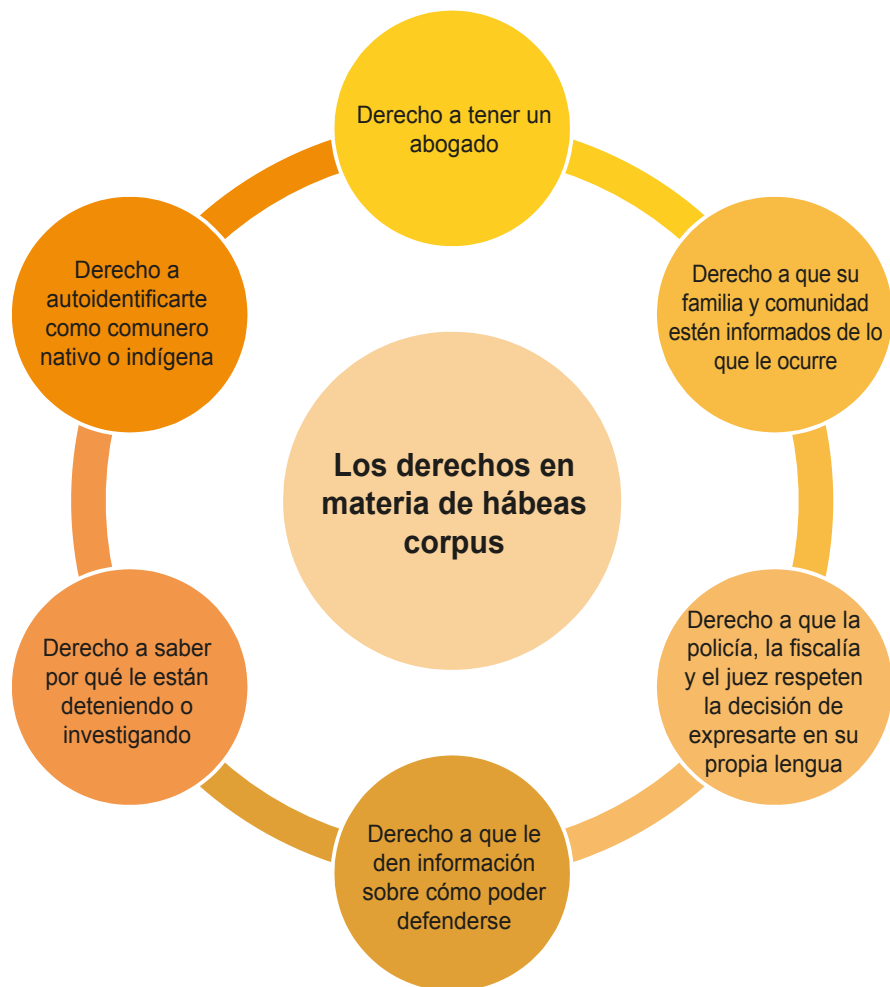 Derecho a tener un
abogado
Derecho a que su
familia y comunidad
estén informados de lo
que le ocurre
Derecho a que la
policía, la fiscalía
y el juez respeten
la decisión de
expresarte en su
propia lengua
Derecho a que le
den información
sobre cómo poder
defenderse
Derecho a saber
por qué le están
deteniendo o
investigando
Derecho a
autoidentificarte
como comunero
nativo o indígena
Los derechos en
materia de hábeas
corpus